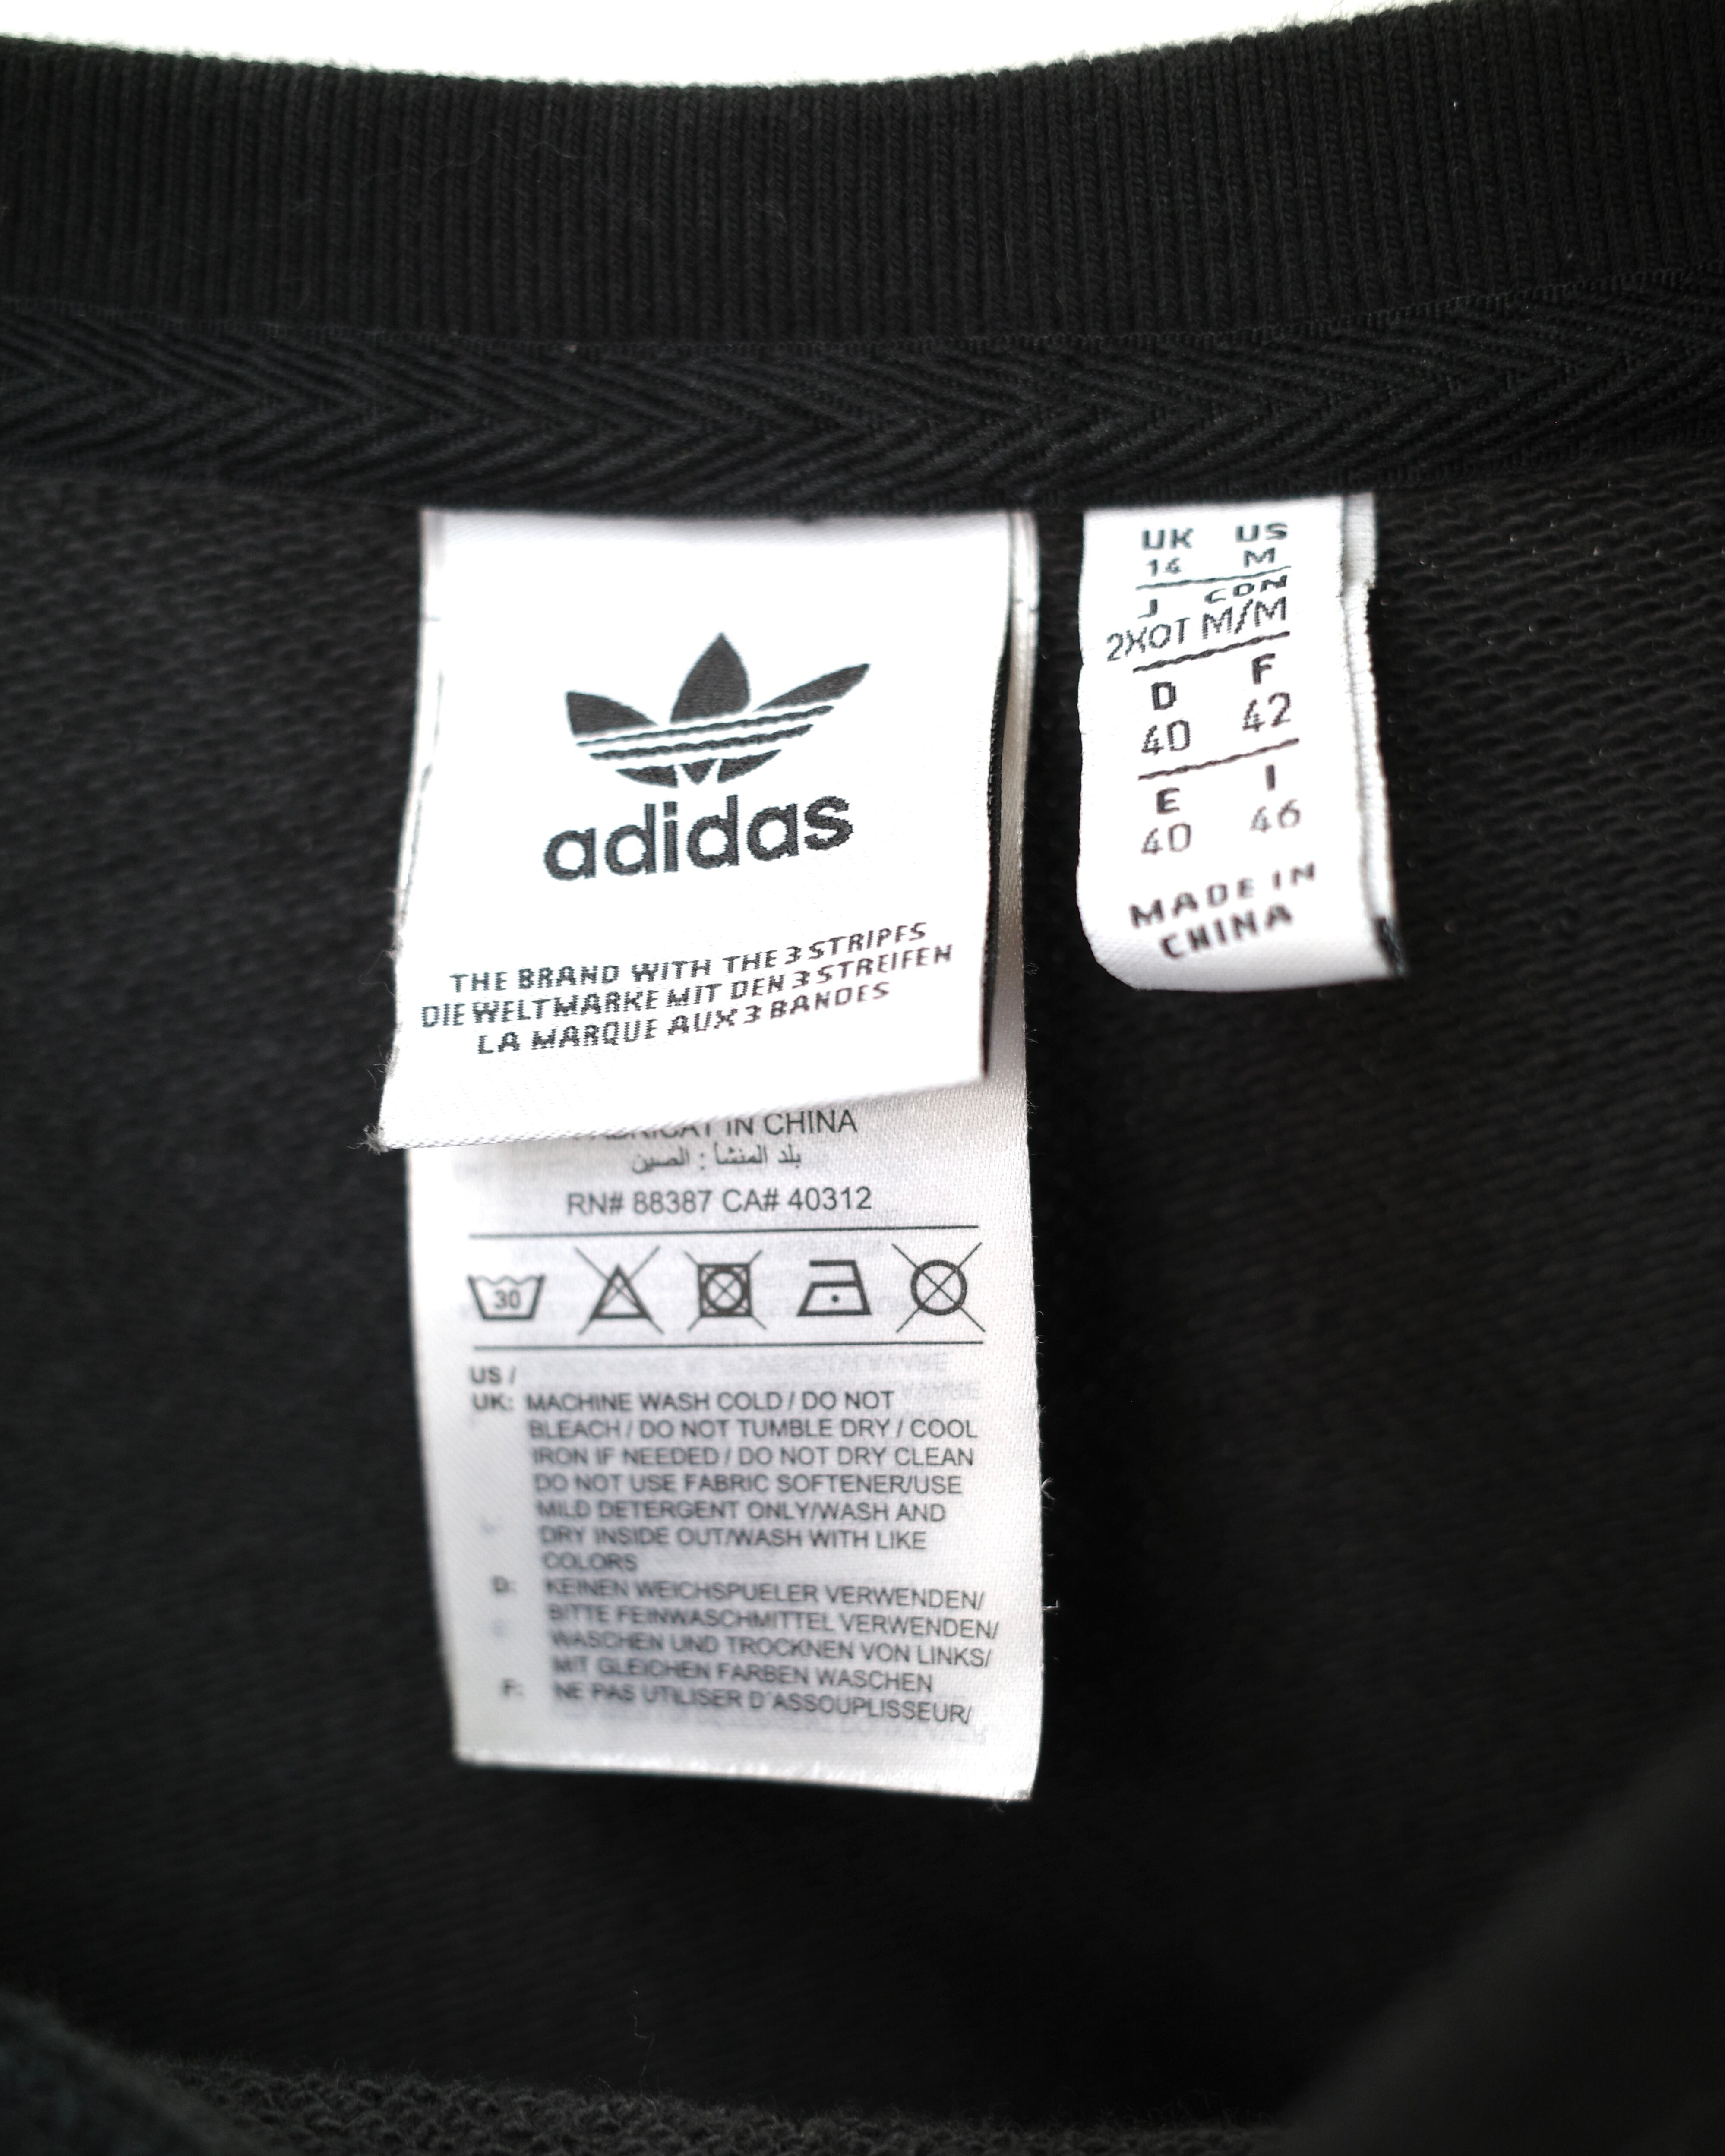 adidas
THE BRAND WITH THE 3 STRIPES
DIE WELTMARKE MIT DEN 3 STREIFEN
LA MARQUE AUX 3 BANDES
IN CHINA
بلد المنشأ : الصين
RN# 88387 CA# 40312
30
US /
UK: MACHINE WASH COLD / DO NOT
BLEACH / DO NOT TUMBLE DRY / COOL
IRON IF NEEDED / DO NOT DRY CLEAN
DO NOT USE FABRIC SOFTENER/USE
MILD DETERGENT ONLY/WASH AND
DRY INSIDE OUT/WASH WITH LIKE
COLORS
D: KEINEN WEICHSPUELER VERWENDEN/
BITTE FEINWASCHMITTEL VERWENDEN/
WASCHEN UND TROCKNEN VON LINKS/
MIT GLEICHEN FARBEN WASCHEN
F: NE PAS UTILISER D'ASSOUPLISSEUR/
UK US
14 M
J CDN
2XOT M/M
D F
40 42
E I
40 46
MADE IN
CHINA